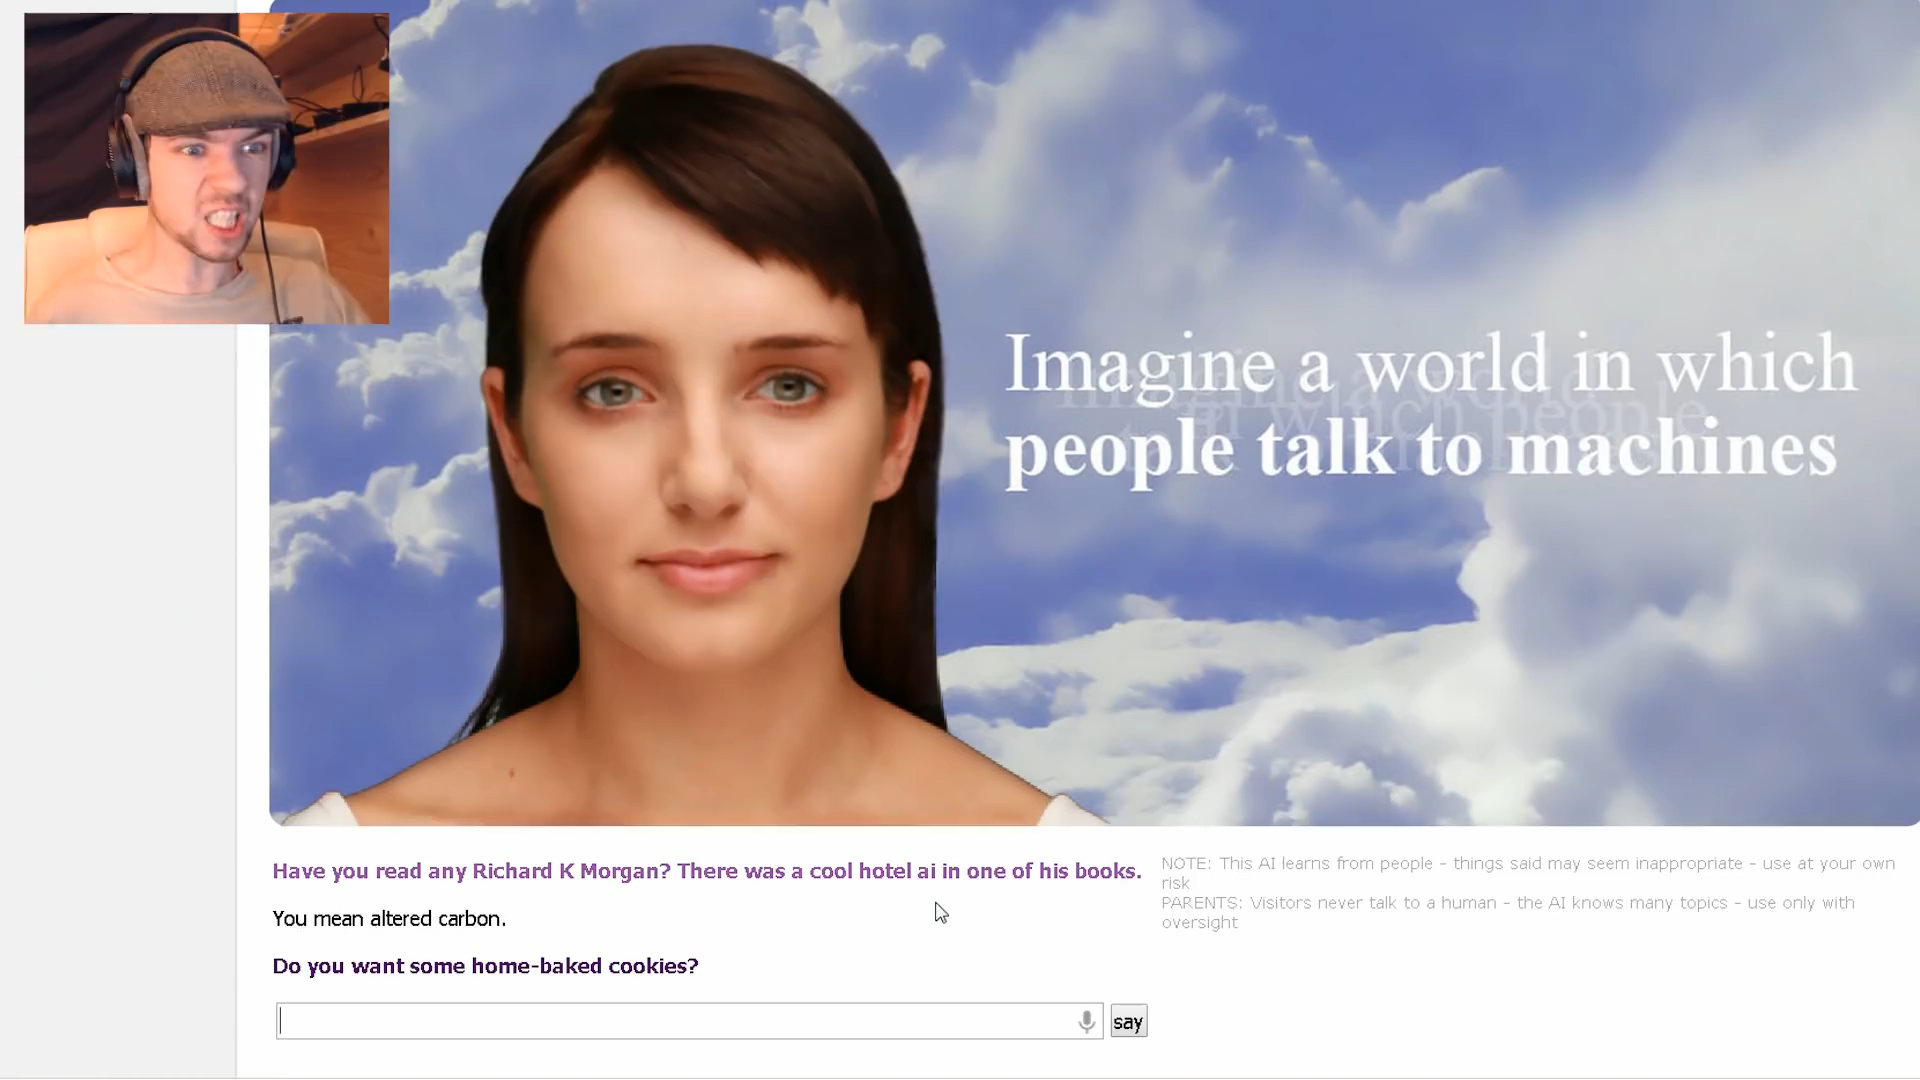 Imagine a world in which
people talk to machines
Have you read any Richard K Morgan? There was a cool hotel ai in one of his books.
You mean altered carbon.
Do you want some home-baked cookies?
say
NOTE: This AI learns from people - things said may seem inappropriate - use at your own
risk
PARENTS: Visitors never talk to a human - the AI knows many topics - use only with
oversight